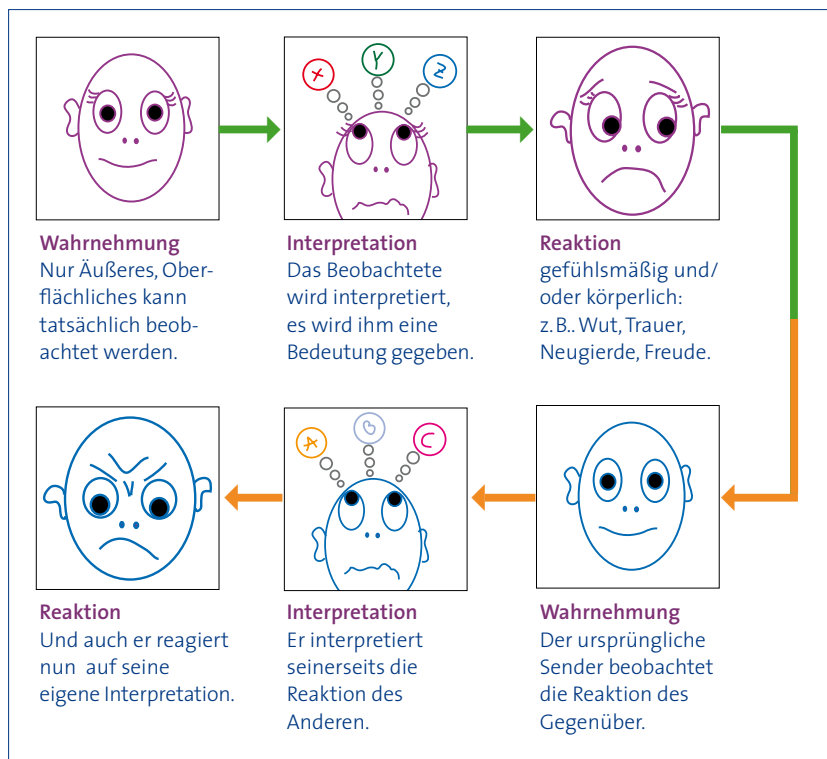 X
Y
Z
Wahrnehmung
Nur Äußeres, Ober-
flächliches kann
tatsächlich beob-
achtet werden.
Interpretation
Das Beobachtete
wird interpretiert,
es wird ihm eine
Bedeutung gegeben.
Reaktion
gefühlsmäßig und/
oder körperlich:
z.B.. Wut, Trauer,
Neugierde, Freude.
A
B
C
Reaktion
Und auch er reagiert
nun auf seine
eigene Interpretation.
Interpretation
Er interpretiert
seinerseits die
Reaktion des
Anderen.
Wahrnehmung
Der ursprüngliche
Sender beobachtet
die Reaktion des
Gegenüber.